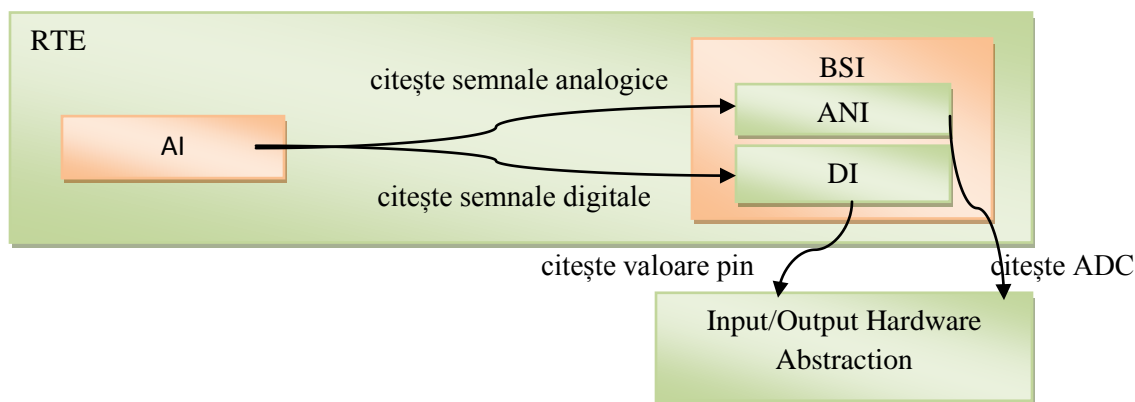 RTE
BSI
citește semnale analogice
ANI
AI
DI
citește semnale digitale
citește valoare pin
citește ADC
Input/Output Hardware
Abstraction